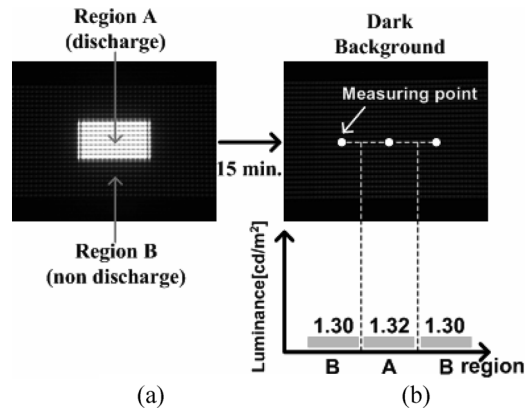 Region A
(discharge)
Region B
(non discharge)
15 min.
Dark
Background
Measuring point
Luminance[cd/m²]
1.30 1.32 1.30
B A B region
(a) (b)